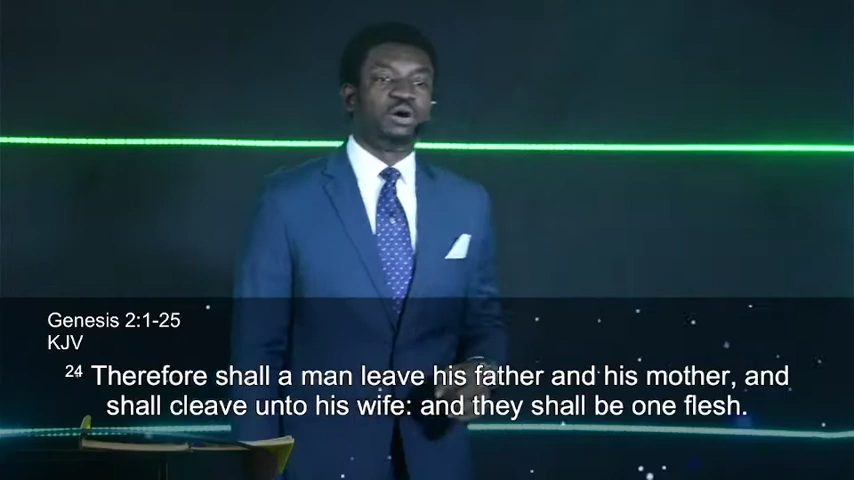 Genesis 2:1-25
KJV
24 Therefore shall a man leave his father and his mother, and
shall cleave unto his wife: and they shall be one flesh.